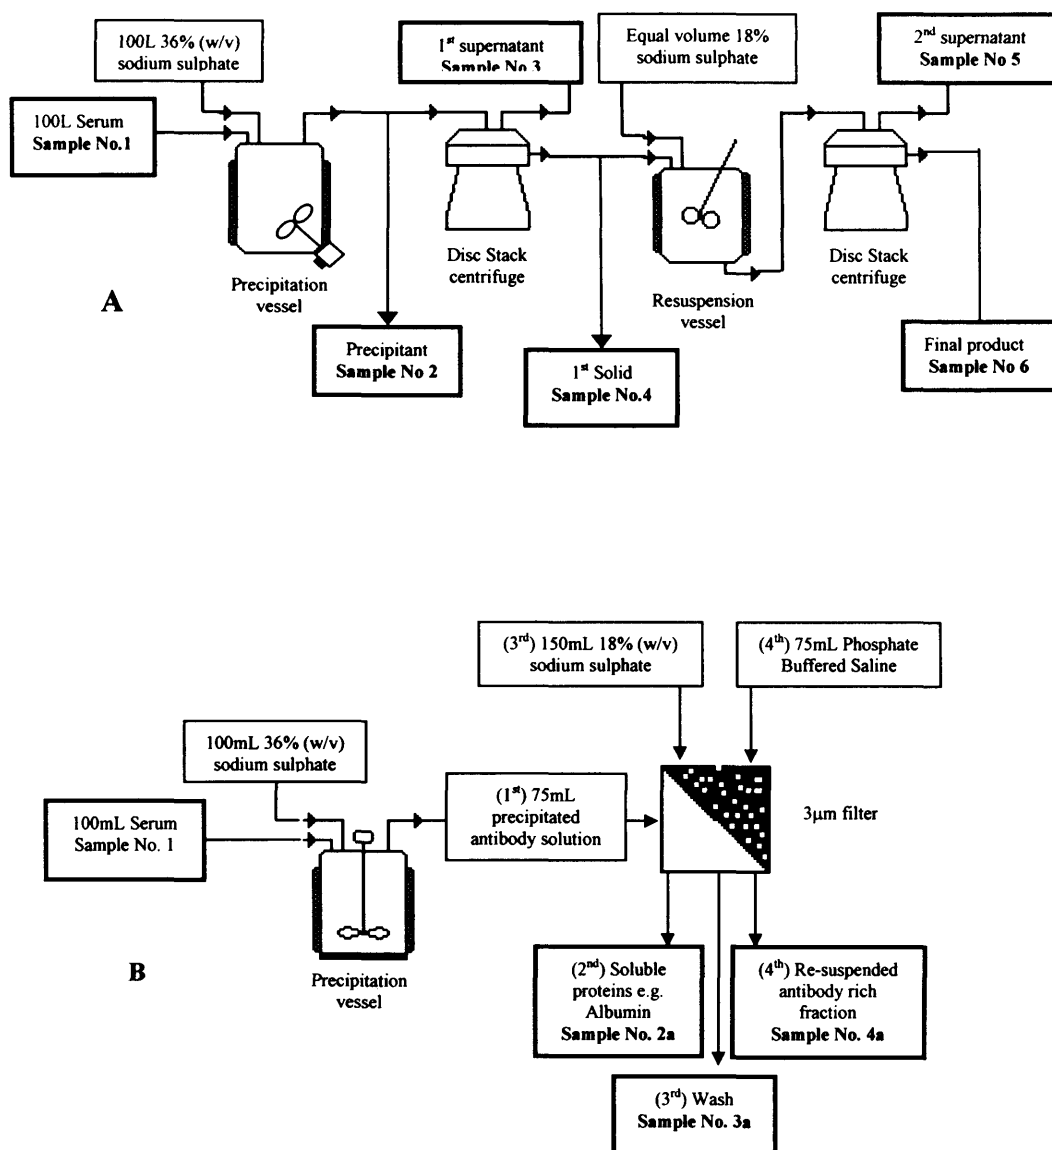 100L 36% (w/v)
sodium sulphate
1st supernatant
Sample No 3
Equal volume 18%
sodium sulphate
2nd supernatant
Sample No 5
100L Serum
Sample No.1
Precipitation
vessel
Disc Stack
centrifuge
Resuspension
vessel
Disc Stack
centrifuge
A
Precipitant
Sample No 2
1st Solid
Sample No.4
Final product
Sample No 6
(3rd) 150mL 18% (w/v)
sodium sulphate
(4th) 75mL Phosphate
Buffered Saline
100mL 36% (w/v)
sodium sulphate
100mL Serum
Sample No. 1
(1st) 75mL
precipitated
antibody solution
3µm filter
Precipitation
vessel
B
(2nd) Soluble
proteins e.g.
Albumin
Sample No. 2a
(4th) Re-suspended
antibody rich
fraction
Sample No. 4a
(3rd) Wash
Sample No. 3a